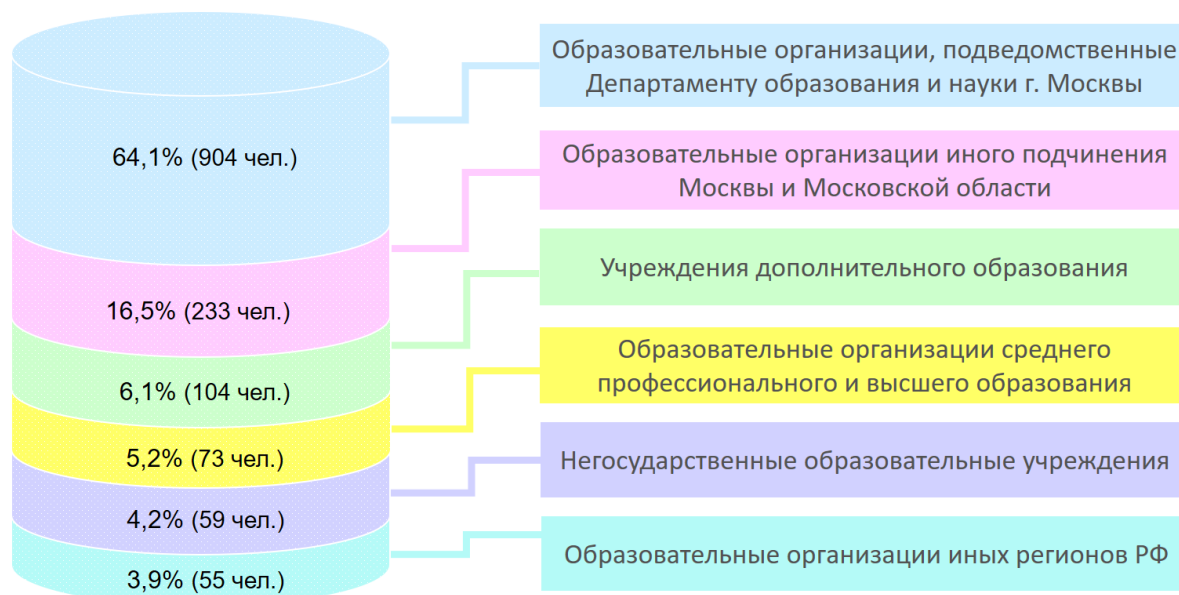 Образовательные организации, подведомственные
Департаменту образования и науки г. Москвы
64,1% (904 чел.)
Образовательные организации иного подчинения
Москвы и Московской области
16,5% (233 чел.)
Учреждения дополнительного образования
6,1% (104 чел.)
Образовательные организации среднего
профессионального и высшего образования
5,2% (73 чел.)
Негосударственные образовательные учреждения
4,2% (59 чел.)
Образовательные организации иных регионов РФ
3,9% (55 чел.)